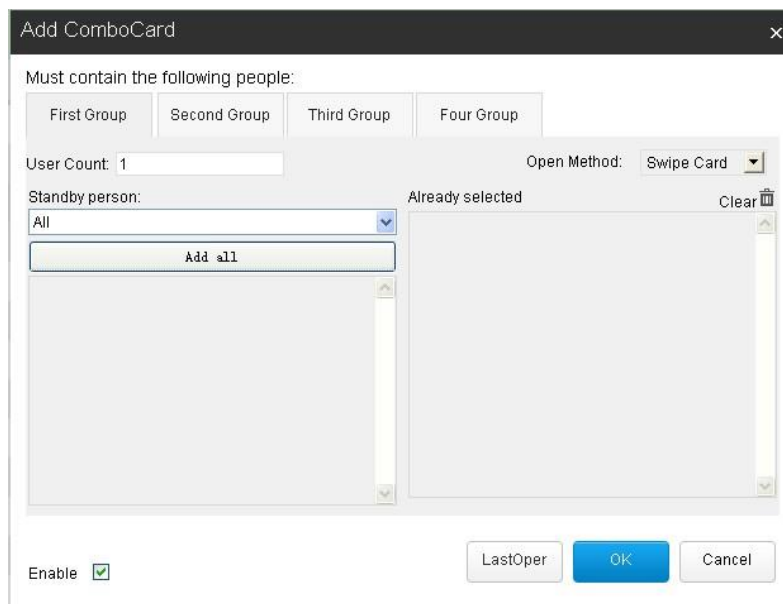 Add ComboCard
Must contain the following people:
First Group Second Group Third Group Four Group
User Count: 1 Open Method: Swipe Card
Standby person: Already selected Clear
All
Add all
Enable LastOper OK Cancel